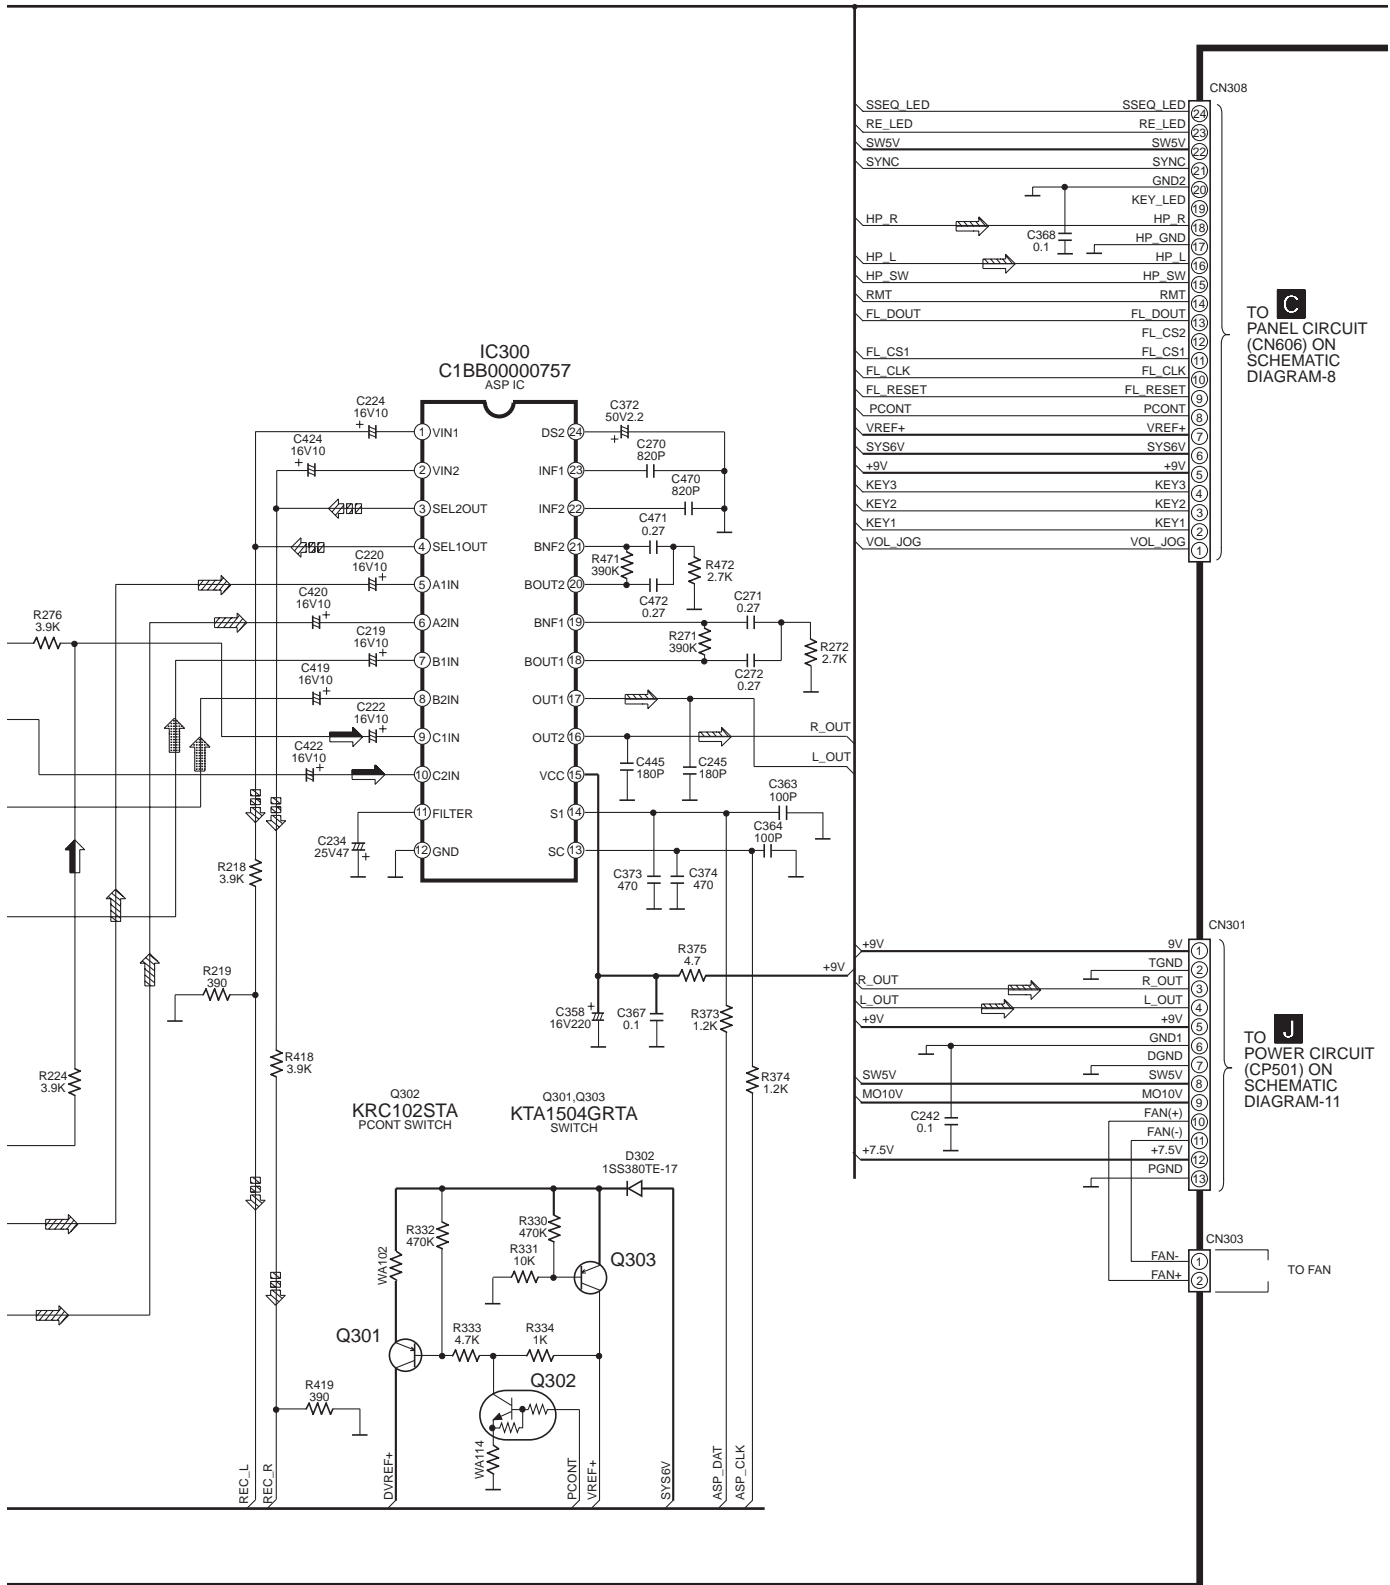 CN308
SSEQ_LED SSEQ_LED 24
RE_LED RE_LED 23
SW5V SW5V 22
SYNC SYNC 21
GND2 20
KEY_LED 19
HP_R HP_R 18
C368
0.1
HP_GND 17
HP_L HP_L 16
HP_SW HP_SW 15
RMT RMT 14
FL_DOUT FL_DOUT 13
FL_CS2 12
FL_CS1 FL_CS1 11
FL_CLK FL_CLK 10
FL_RESET FL_RESET 9
PCONT PCONT 8
VREF+ VREF+ 7
SYS6V SYS6V 6
+9V +9V 5
KEY3 KEY3 4
KEY2 KEY2 3
KEY1 KEY1 2
VOL_JOG VOL_JOG 1
TO C
PANEL CIRCUIT
(CN606) ON
SCHEMATIC
DIAGRAM-8
IC300
C1BB00000757
ASP IC
C224
16V10
+
C424
16V10
+
C220
16V10
+
C420
16V10
+
C219
16V10
+
C419
16V10
+
C222
16V10
+
C422
16V10
+
C234
25V47
+
1 VIN1
2 VIN2
3 SEL2OUT
4 SEL1OUT
5 A1IN
6 A2IN
7 B1IN
8 B2IN
9 C1IN
10 C2IN
11 FILTER
12 GND
DS2 24
INF1 23
INF2 22
BNF2 21
BOUT2 20
BNF1 19
BOUT1 18
OUT1 17
OUT2 16
VCC 15
S1 14
SC 13
C372
50V2.2
+
C270
820P
C470
820P
C471
0.27
R471
390K
R472
2.7K
C472
0.27
C271
0.27
R271
390K
R272
2.7K
C272
0.27
R_OUT
L_OUT
C445
180P
C245
180P
C363
100P
C364
100P
C373
470
C374
470
R276
3.9K
R218
3.9K
R219
390
R418
3.9K
R224
3.9K
R375
4.7
+9V
C358
16V220
+
C367
0.1
R373
1.2K
R374
1.2K
CN301
+9V 9V 1
TGND 2
R_OUT R_OUT 3
L_OUT L_OUT 4
+9V +9V 5
GND1 6
DGND 7
SW5V SW5V 8
MO10V MO10V 9
FAN(+) 10
FAN(-) 11
+7.5V +7.5V 12
PGND 13
C242
0.1
TO J
POWER CIRCUIT
(CP501) ON
SCHEMATIC
DIAGRAM-11
CN303
FAN- 1
FAN+ 2
TO FAN
Q302
KRC102STA
PCONT SWITCH
Q301,Q303
KTA1504GRTA
SWITCH
D302
1SS380TE-17
R332
470K
R330
470K
R331
10K
Q303
WA102
Q301
R333
4.7K
R334
1K
Q302
WA114
R419
390
REC_L
REC_R
DVREF+
PCONT
VREF+
SYS6V
ASP_DAT
ASP_CLK